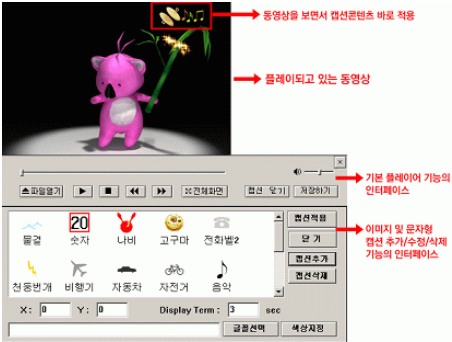 동영상을 보면서 캡션콘텐츠 바로 적용
플레이되고 있는 동영상
기본 플레이어 기능의
인터페이스
파일열기
전체화면
캡션 닫기
저장하기
이미지 및 문자형
캡션 추가/수정/삭제
기능의 인터페이스
20
물결 숫자 나비 고구마 전화벨2
천둥번개 비행기 자동차 자전거 음악
캡션적용
닫 기
캡션추가
캡션삭제
X: 0 Y: 0 Display Term : 3 sec
글꼴선택 색상지정